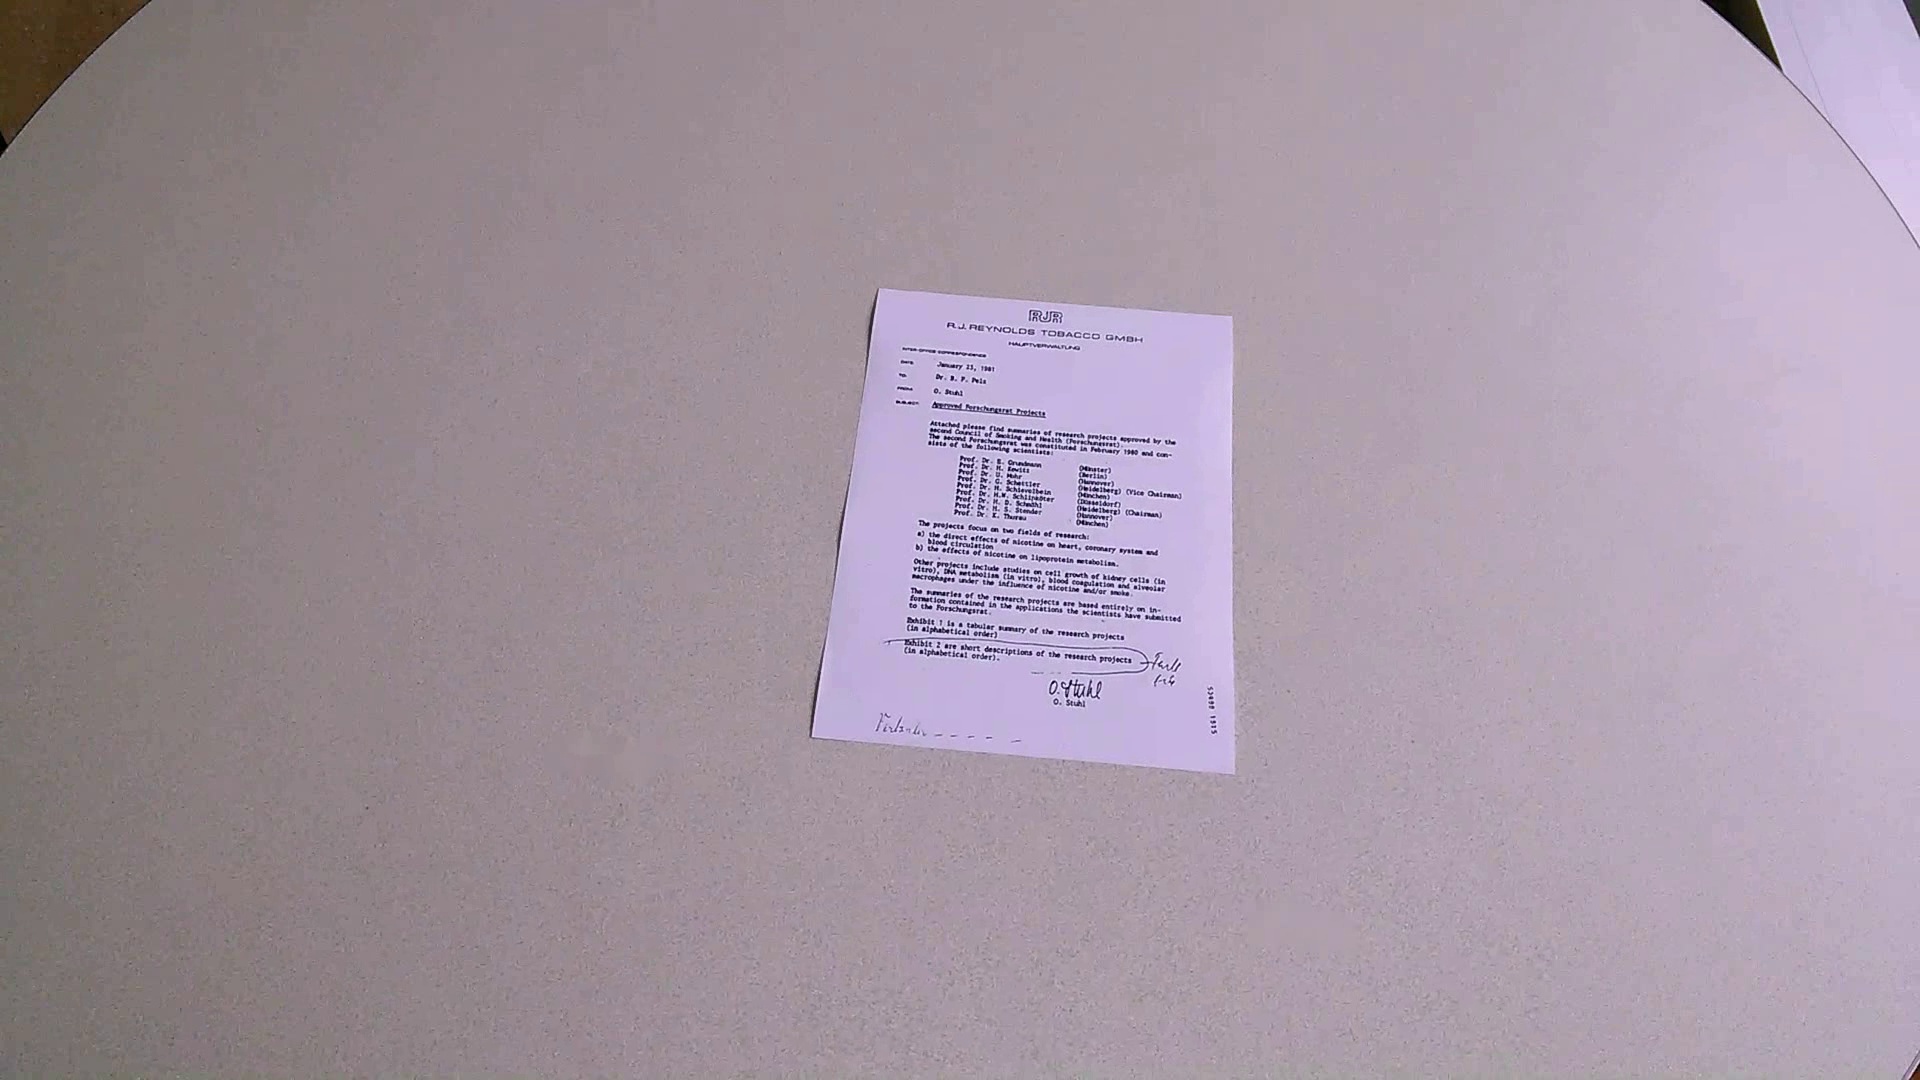 RJR
R.J. REYNOLDS TOBACCO GMBH
HAUPTVERWALTUNG
INTER-OFFICE CORRESPONDENCE
DATE: January 23, 1981
TO: Dr. B. P. Pels
FROM: O. Stuhl
SUBJECT: Approved Forschungsrat Projects
Attached please find summaries of research projects approved by the
second Council of Smoking and Health (Forschungsrat).
The second Forschungsrat was constituted in February 1980 and con-
sists of the following scientists:
Prof. Dr. E. Grundmann (Münster)
Prof. Dr. H. Kewitz (Berlin)
Prof. Dr. U. Mohr (Hannover)
Prof. Dr. G. Schettler (Heidelberg) (Vice Chairman)
Prof. Dr. H. Schievelbein (München)
Prof. Dr. H.W. Schlipköter (Düsseldorf)
Prof. Dr. D. Schmähl (Heidelberg) (Chairman)
Prof. Dr. H. S. Stender (Hannover)
Prof. Dr. K. Thurau (München)
The projects focus on two fields of research:
a) the direct effects of nicotine on heart, coronary system and
blood circulation
b) the effects of nicotine on lipoprotein metabolism.
Other projects include studies on cell growth of kidney cells (in
vitro), DNA metabolism (in vitro), blood coagulation and alveolar
macrophages under the influence of nicotine and/or smoke.
The summaries of the research projects are based entirely on in-
formation contained in the applications the scientists have submitted
to the Forschungsrat.
Exhibit 1 is a tabular summary of the research projects
(in alphabetical order)
Exhibit 2 are short descriptions of the research projects
(in alphabetical order).
O. Stuhl
O. Stuhl